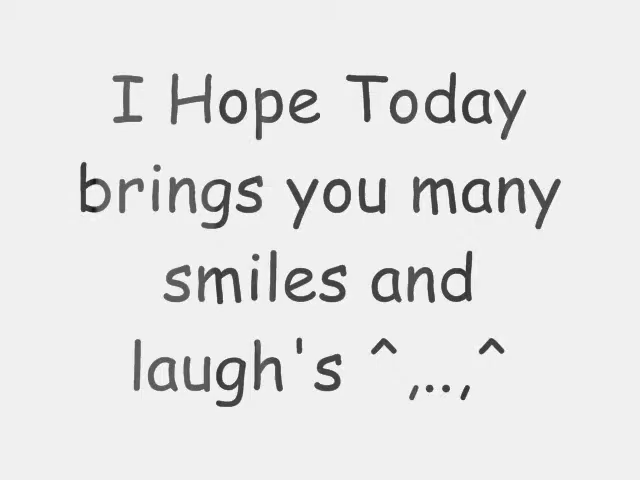 I Hope Today
brings you many
smiles and
laugh's ^,..,^